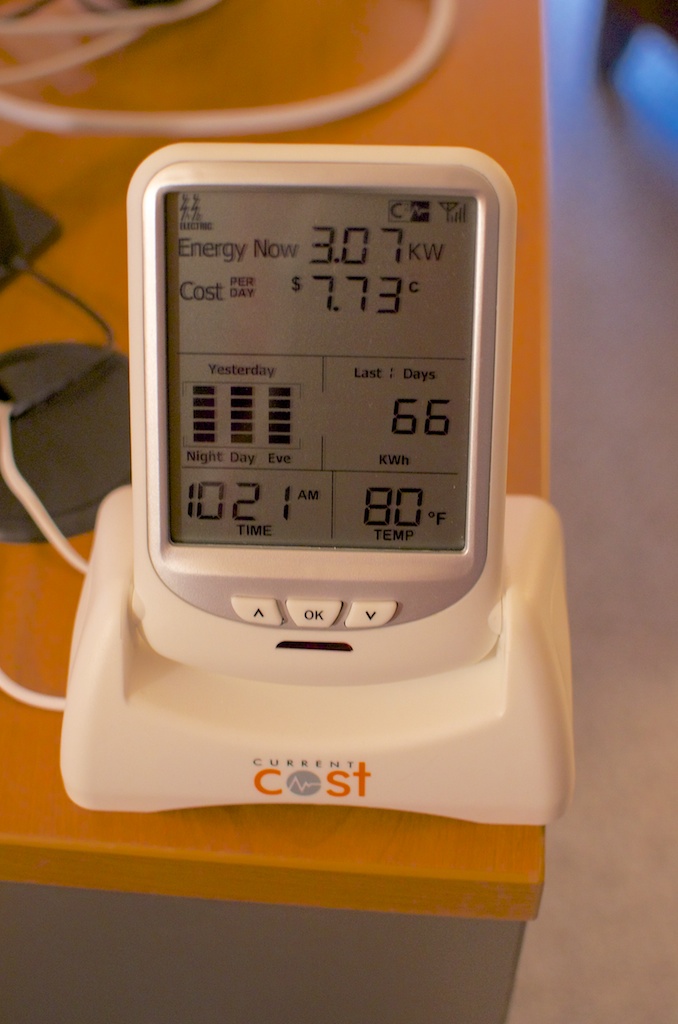 ELECTRIC
Energy Now 3.07 KW
Cost PER DAY $ 7.73 c
Yesterday
Last 1 Days
66
Night Day Eve
KWh
10 21 AM
80 °F
TIME
TEMP
OK
CURRENT
cost